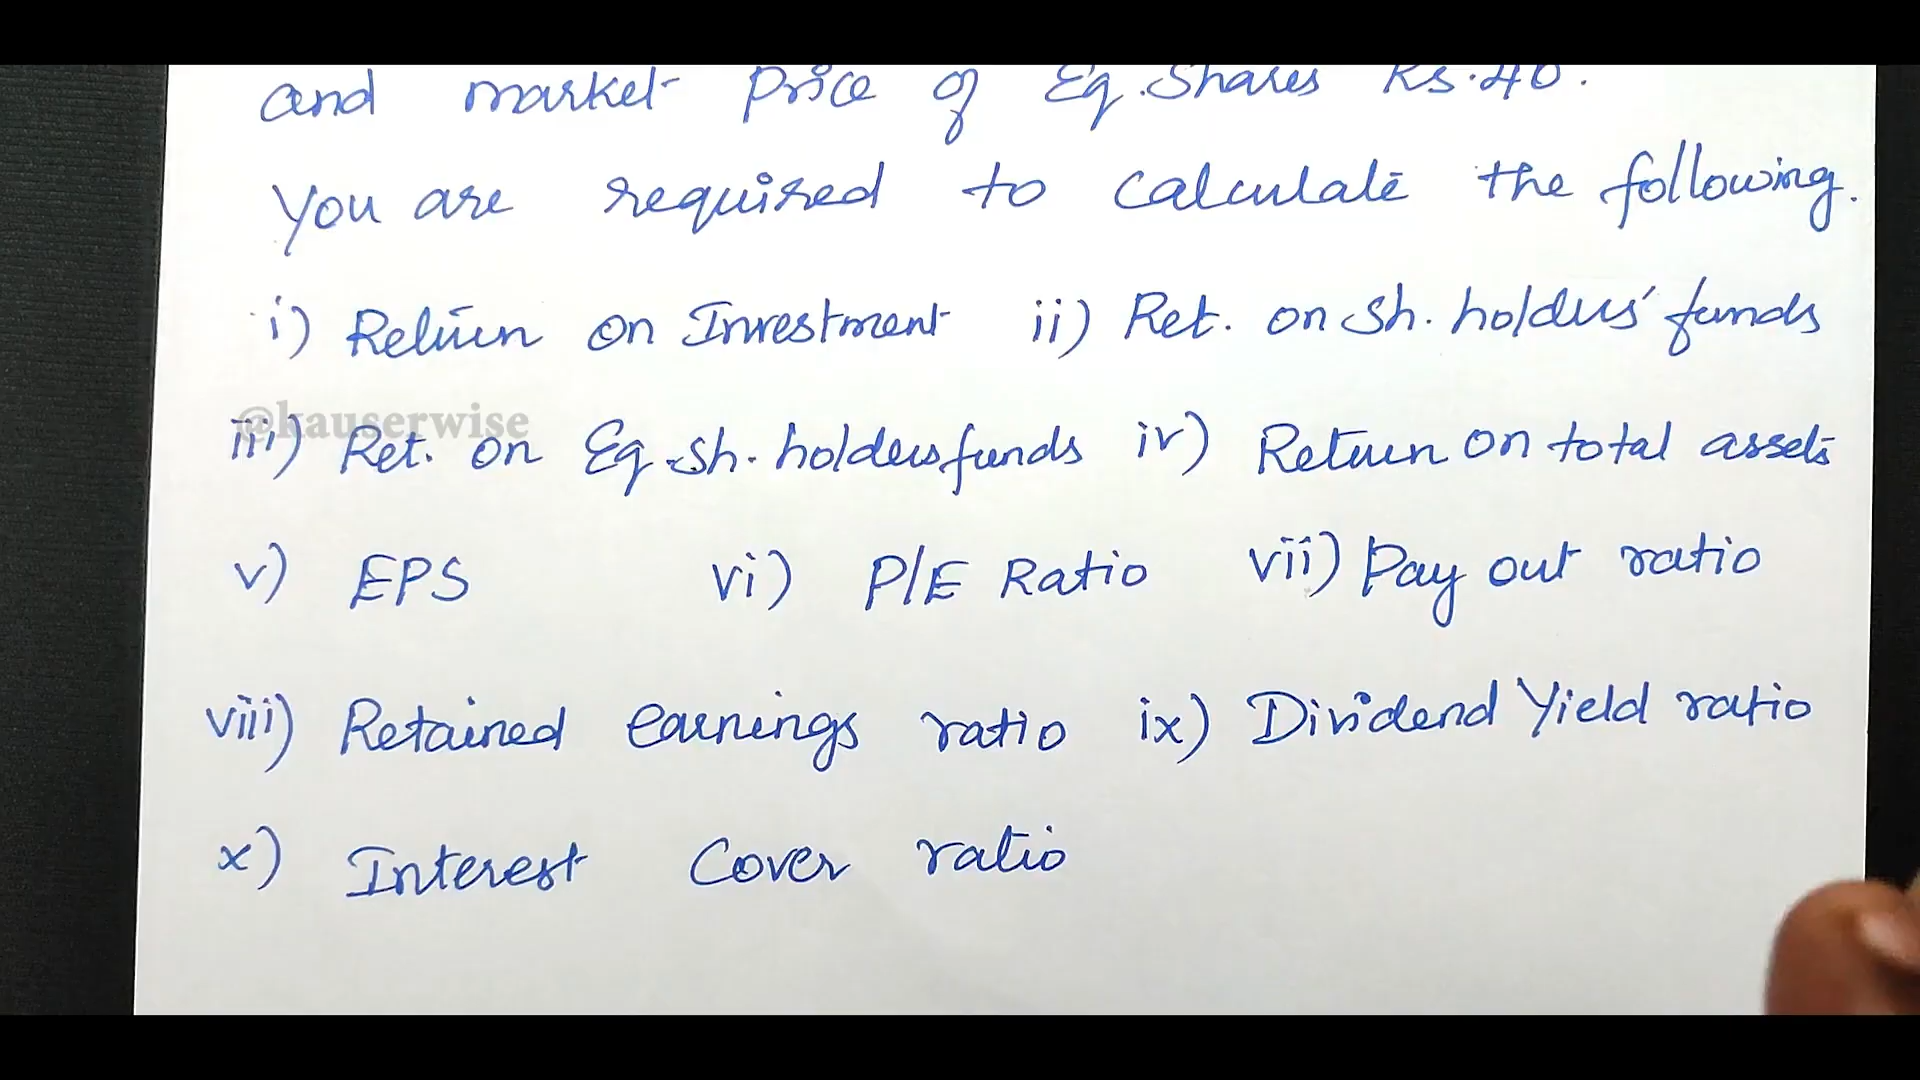 and market price of Eq. Shares Rs. 40.
You are required to calculate the following.
i) Return on Investment ii) Ret. on sh. holders' funds
@kauserwise
iii) Ret. on Eq. sh. holders funds iv) Return on total assets
v) EPS vi) P/E Ratio vii) Pay out ratio
viii) Retained earnings ratio ix) Dividend Yield ratio
x) Interest Cover ratio